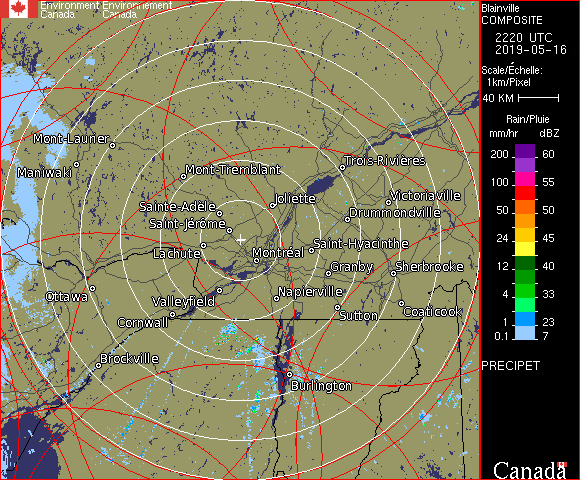 Environment Environnement
Canada Canada
Blainville
COMPOSITE
2220 UTC
2019-05-16
Scale/Échelle:
1km/Pixel
40 KM
Rain/Pluie
mm/hr dBZ
200 60
100 55
50 50
24 45
12 40
4 33
1 23
0.1 7
PRECIPET
Canada
Mont-Laurier
Maniwaki
Mont-Tremblant
Trois-Rivières
Sainte-Adèle
Joliette
Victoriaville
Saint-Jérôme
Drummondville
Lachute
Montréal
Saint-Hyacinthe
Granby
Sherbrooke
Ottawa
Valleyfield
Napierville
Cornwall
Sutton
Coaticook
Brockville
Burlington